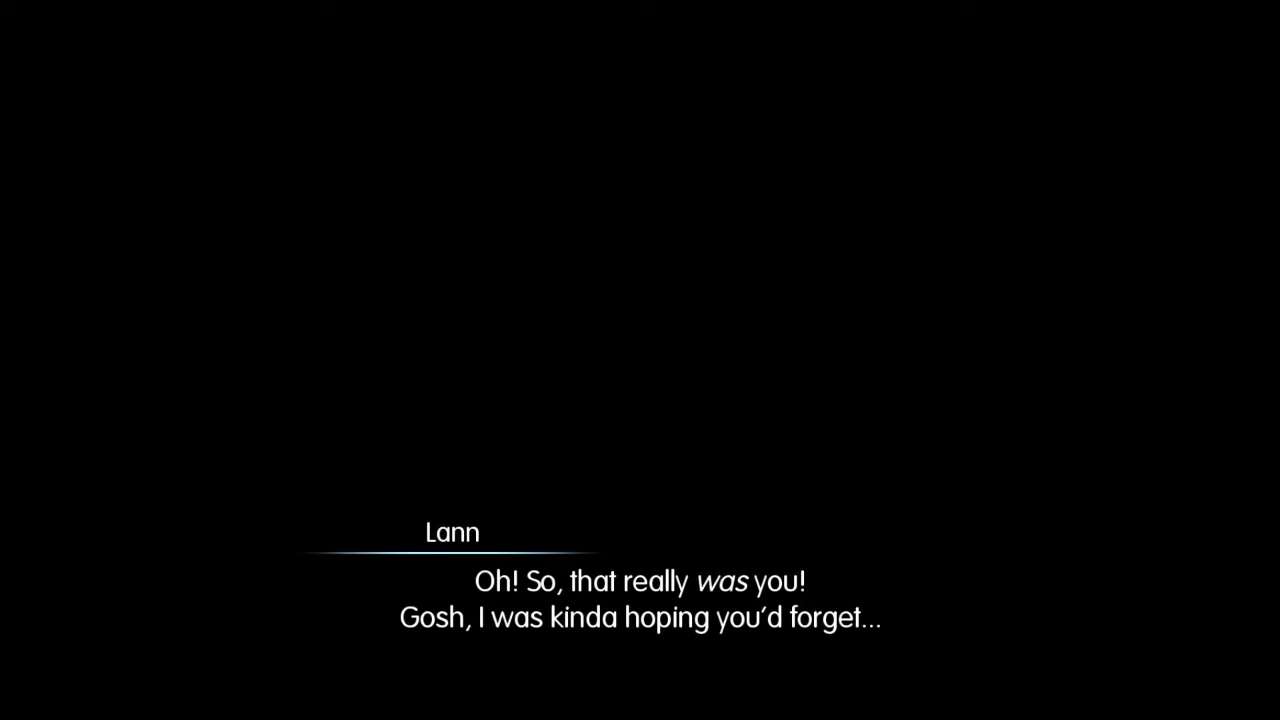 Lann
Oh! So, that really was you!
Gosh, I was kinda hoping you’d forget...